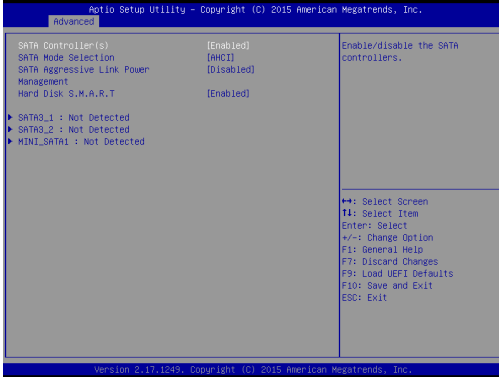 Aptio Setup Utility – Copyright (C) 2015 American Megatrends, Inc.
Advanced
SATA Controller(s) [Enabled]
SATA Mode Selection [AHCI]
SATA Aggressive Link Power [Disabled]
Management
Hard Disk S.M.A.R.T [Enabled]
SATA3_1 : Not Detected
SATA3_2 : Not Detected
MINI_SATA1 : Not Detected
Enable/disable the SATA
controllers.
↔: Select Screen
↑↓: Select Item
Enter: Select
+/-: Change Option
F1: General Help
F7: Discard Changes
F9: Load UEFI Defaults
F10: Save and Exit
ESC: Exit
Version 2.17.1249. Copyright (C) 2015 American Megatrends, Inc.